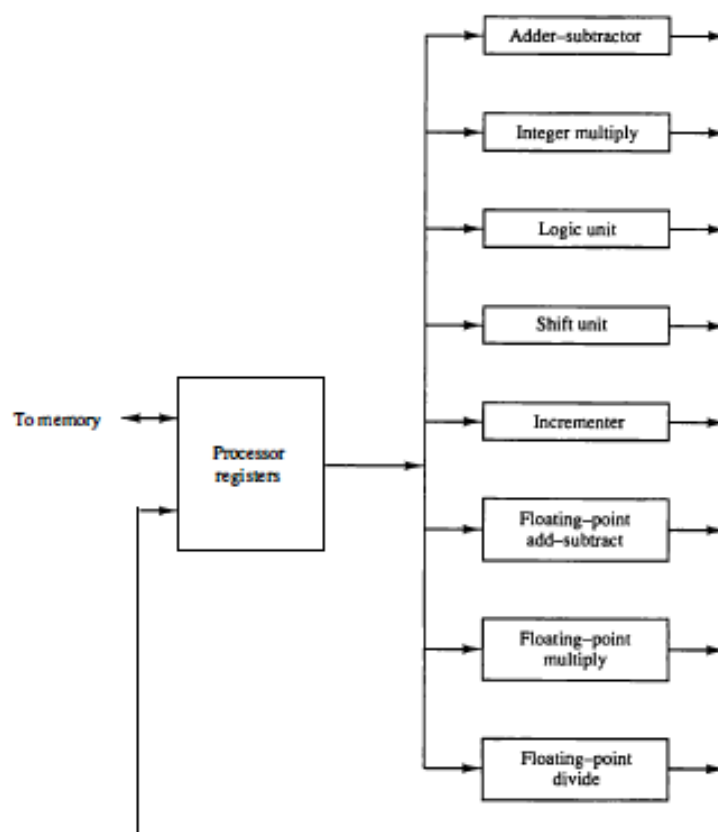 Adder–subtractor
Integer multiply
Logic unit
Shift unit
To memory
Incrementer
Processor
registers
Floating–point
add–subtract
Floating–point
multiply
Floating–point
divide